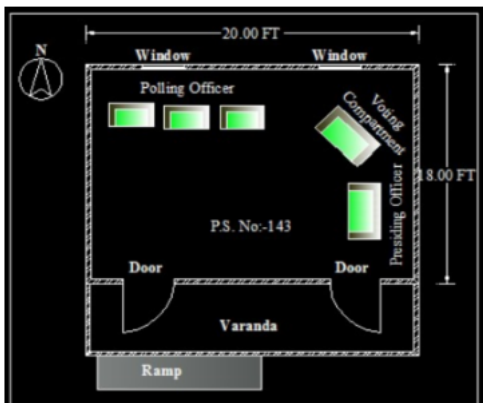 20.00 FT
N
Window
Window
Polling Officer
Voting
Compartment
18.00 FT
Presiding Officer
P.S. No:-143
Door
Door
Varanda
Ramp